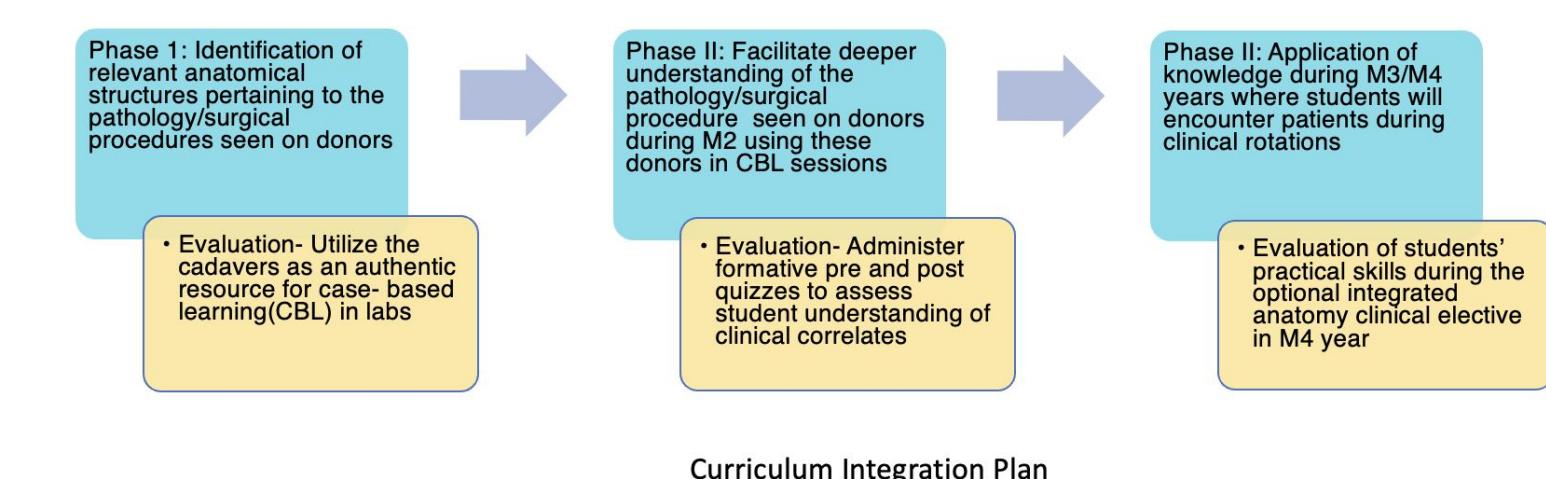 Phase 1: Identification of
relevant anatomical
structures pertaining to the
pathology/surgical
procedures seen on donors
• Evaluation- Utilize the
cadavers as an authentic
resource for case- based
learning(CBL) in labs
Phase II: Facilitate deeper
understanding of the
pathology/surgical
procedure seen on donors
during M2 using these
donors in CBL sessions
• Evaluation- Administer
formative pre and post
quizzes to assess
student understanding of
clinical correlates
Phase II: Application of
knowledge during M3/M4
years where students will
encounter patients during
clinical rotations
• Evaluation of students’
practical skills during the
optional integrated
anatomy clinical elective
in M4 year
Curriculum Integration Plan